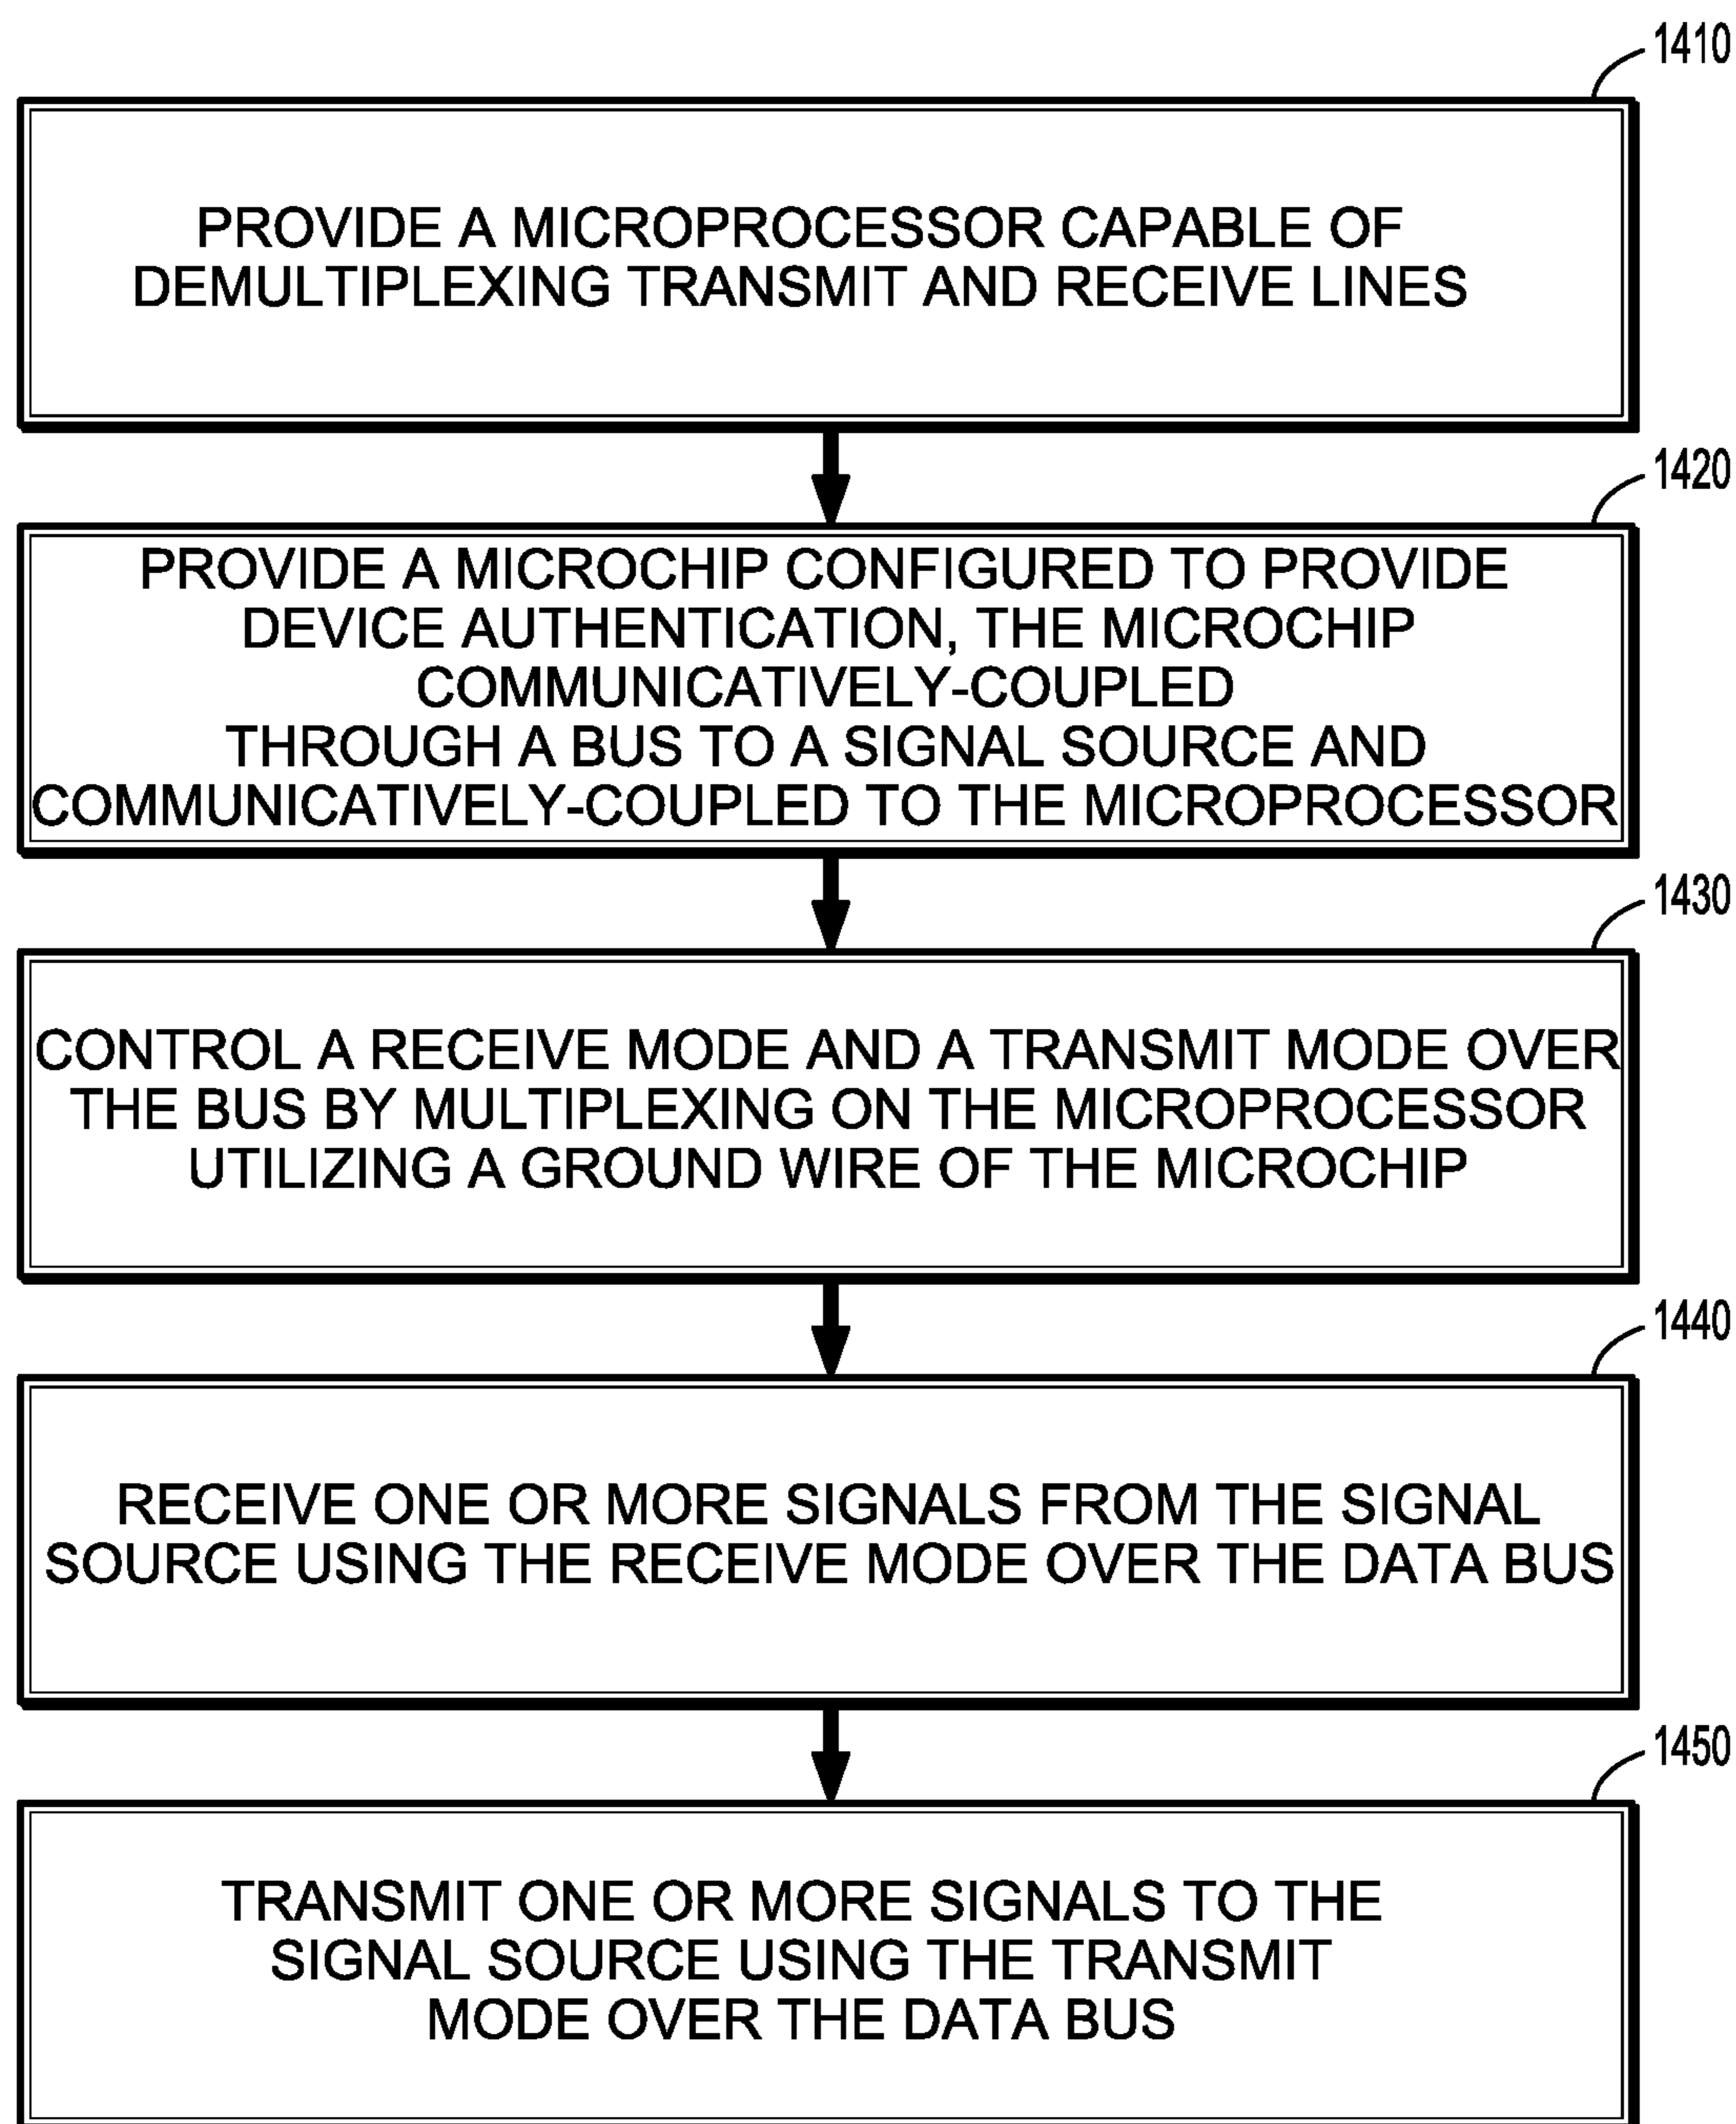 1410
PROVIDE A MICROPROCESSOR CAPABLE OF
DEMULTIPLEXING TRANSMIT AND RECEIVE LINES
1420
PROVIDE A MICROCHIP CONFIGURED TO PROVIDE
DEVICE AUTHENTICATION, THE MICROCHIP
COMMUNICATIVELY-COUPLED
THROUGH A BUS TO A SIGNAL SOURCE AND
COMMUNICATIVELY-COUPLED TO THE MICROPROCESSOR
1430
CONTROL A RECEIVE MODE AND A TRANSMIT MODE OVER
THE BUS BY MULTIPLEXING ON THE MICROPROCESSOR
UTILIZING A GROUND WIRE OF THE MICROCHIP
1440
RECEIVE ONE OR MORE SIGNALS FROM THE SIGNAL
SOURCE USING THE RECEIVE MODE OVER THE DATA BUS
1450
TRANSMIT ONE OR MORE SIGNALS TO THE
SIGNAL SOURCE USING THE TRANSMIT
MODE OVER THE DATA BUS